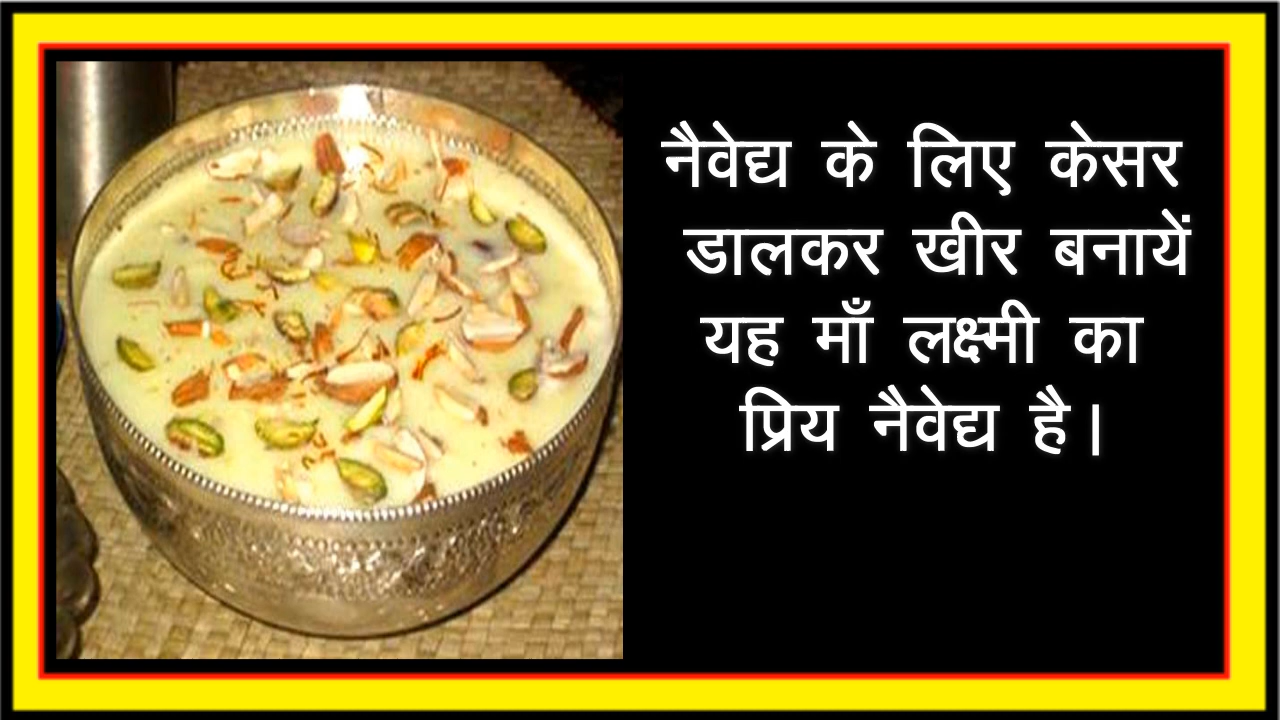 नैवेद्य के लिए केसर
डालकर खीर बनायें
यह माँ लक्ष्मी का
प्रिय नैवेद्य है।